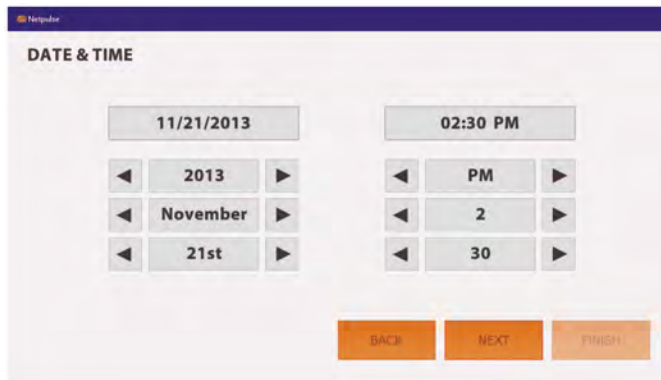 Netpulse
DATE & TIME
11/21/2013
02:30 PM
2013
PM
November
2
21st
30
BACK
NEXT
FINISH